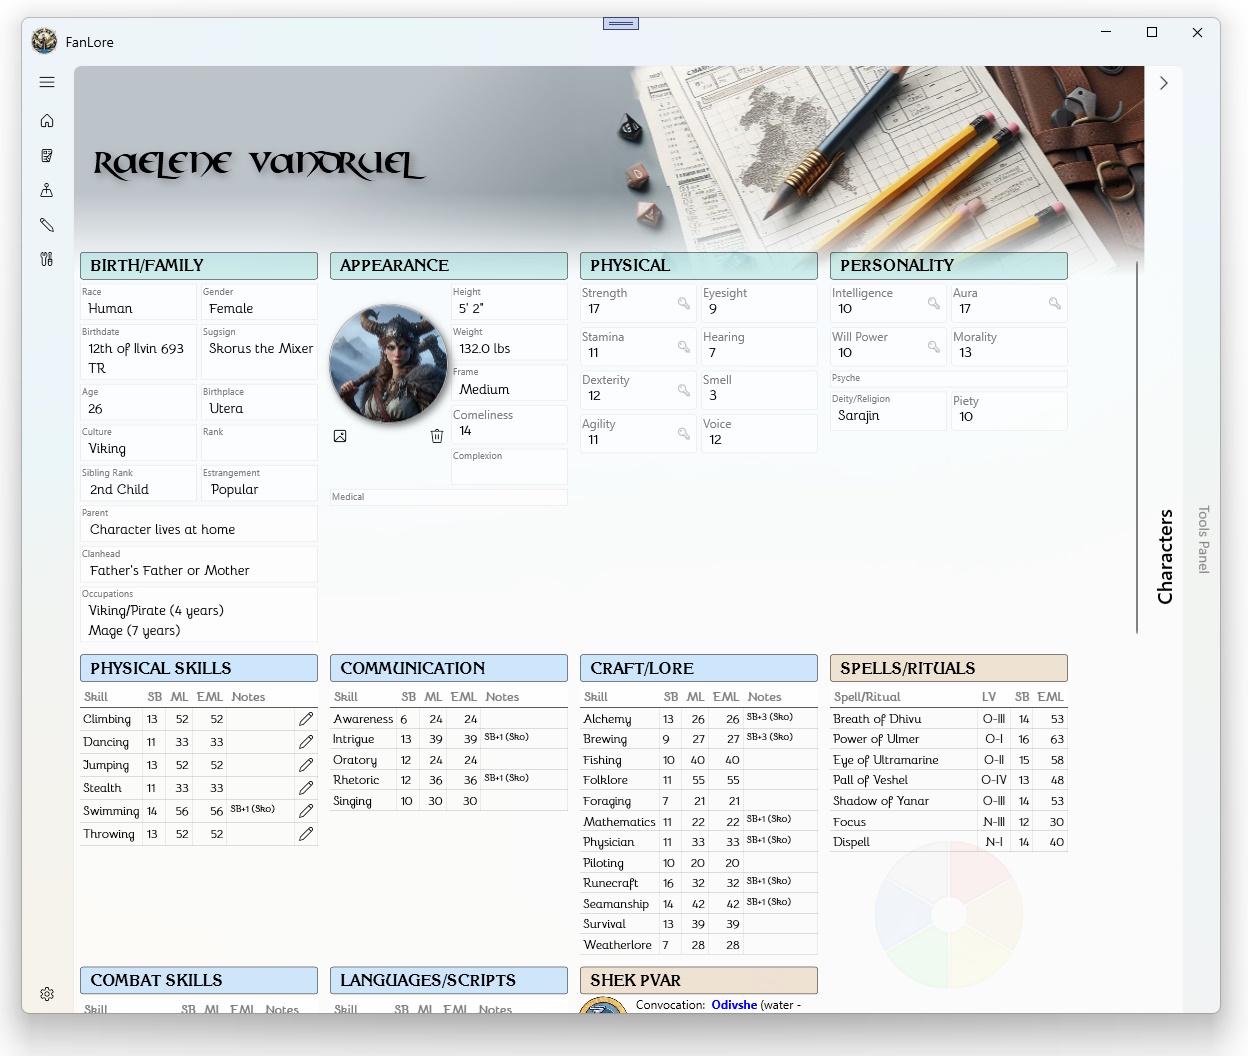 FanLore
Raelene Vandruel
BIRTH/FAMILY
Race
Human
Gender
Female
Birthdate
12th of Ilvin 693
TR
Sugsign
Skorus the Mixer
Age
26
Birthplace
Utera
Culture
Viking
Rank
Sibling Rank
2nd Child
Estrangement
Popular
Parent
Character lives at home
Clanhead
Father's Father or Mother
Occupations
Viking/Pirate (4 years)
Mage (7 years)
APPEARANCE
Height
5' 2"
Weight
132.0 lbs
Frame
Medium
Comeliness
14
Complexion
Medical
PHYSICAL
Strength
17
Eyesight
9
Stamina
11
Hearing
7
Dexterity
12
Smell
3
Agility
11
Voice
12
PERSONALITY
Intelligence
10
Aura
17
Will Power
10
Morality
13
Psyche
Deity/Religion
Sarajin
Piety
10
Characters
Tools Panel
PHYSICAL SKILLS
Skill SB ML EML Notes
Climbing 13 52 52
Dancing 11 33 33
Jumping 13 52 52
Stealth 11 33 33
Swimming 14 56 56 SB+1 (Sko)
Throwing 13 52 52
COMMUNICATION
Skill SB ML EML Notes
Awareness 6 24 24
Intrigue 13 39 39 SB+1 (Sko)
Oratory 12 24 24
Rhetoric 12 36 36 SB+1 (Sko)
Singing 10 30 30
CRAFT/LORE
Skill SB ML EML Notes
Alchemy 13 26 26 SB+3 (Sko)
Brewing 9 27 27 SB+3 (Sko)
Fishing 10 40 40
Folklore 11 55 55
Foraging 7 21 21
Mathematics 11 22 22 SB+1 (Sko)
Physician 11 33 33 SB+1 (Sko)
Piloting 10 20 20
Runecraft 16 32 32 SB+1 (Sko)
Seamanship 14 42 42 SB+1 (Sko)
Survival 13 39 39
Weatherlore 7 28 28
SPELLS/RITUALS
Spell/Ritual LV SB EML
Breath of Dhivu O-III 14 53
Power of Ulmer O-I 16 63
Eye of Ultramarine O-II 15 58
Pall of Veshel O-IV 13 48
Shadow of Yanar O-III 14 53
Focus N-III 12 30
Dispell N-I 14 40
COMBAT SKILLS
Skill SB ML EML Notes
LANGUAGES/SCRIPTS
Skill SB ML EML Notes
SHEK PVAR
Convocation: Odivshe (water -